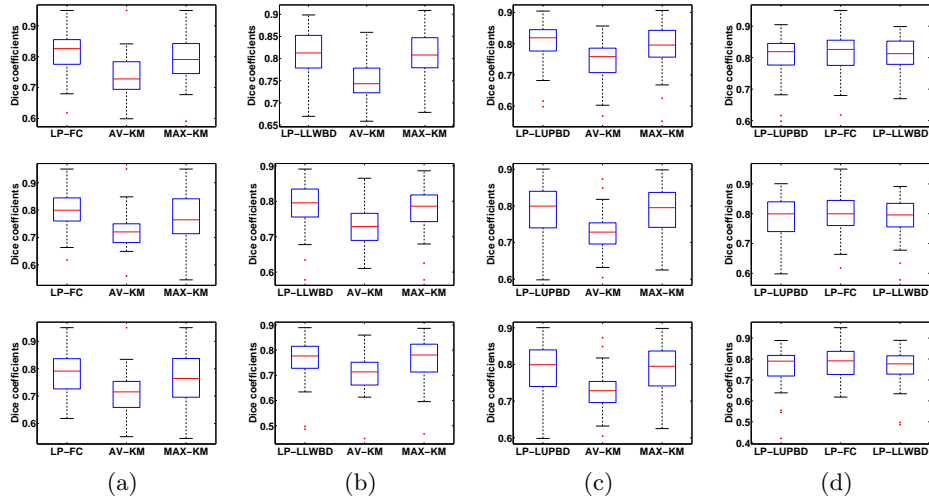 Dice coefficients
0.9
0.8
0.7
0.6
LP−FC AV−KM MAX−KM
Dice coefficients
0.9
0.85
0.8
0.75
0.7
0.65
LP−LLWBD AV−KM MAX−KM
Dice coefficients
0.9
0.8
0.7
0.6
LP−LUPBD AV−KM MAX−KM
Dice coefficients
0.9
0.8
0.7
0.6
LP−LUPBD LP−FC LP−LLWBD
Dice coefficients
0.9
0.8
0.7
0.6
LP−FC AV−KM MAX−KM
Dice coefficients
0.9
0.8
0.7
0.6
LP−LLWBD AV−KM MAX−KM
Dice coefficients
0.9
0.8
0.7
0.6
LP−LUPBD AV−KM MAX−KM
Dice coefficients
0.9
0.8
0.7
0.6
LP−LUPBD LP−FC LP−LLWBD
Dice coefficients
0.9
0.8
0.7
0.6
LP−FC AV−KM MAX−KM
Dice coefficients
0.9
0.8
0.7
0.6
0.5
LP−LLWBD AV−KM MAX−KM
Dice coefficients
0.9
0.8
0.7
0.6
LP−LUPBD AV−KM MAX−KM
Dice coefficients
0.9
0.8
0.7
0.6
0.5
0.4
LP−LUPBD LP−FC LP−LLWBD
(a) (b) (c) (d)